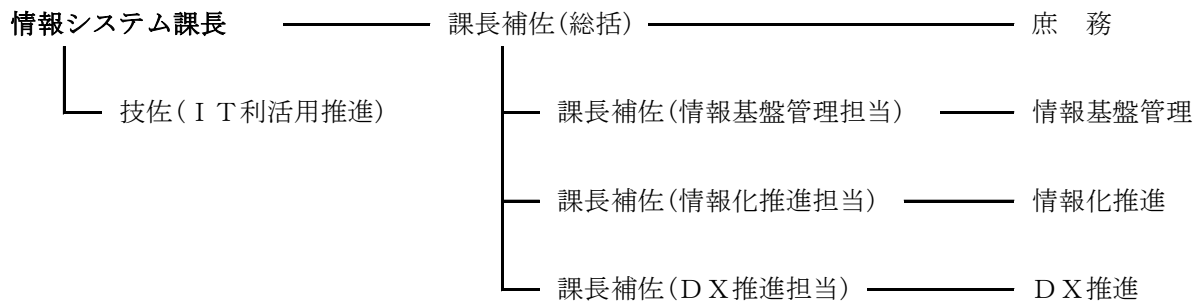 情報システム課長 課長補佐(総括) 庶　務
技佐(ＩＴ利活用推進) 課長補佐(情報基盤管理担当) 情報基盤管理
課長補佐(情報化推進担当) 情報化推進
課長補佐(ＤＸ推進担当) ＤＸ推進